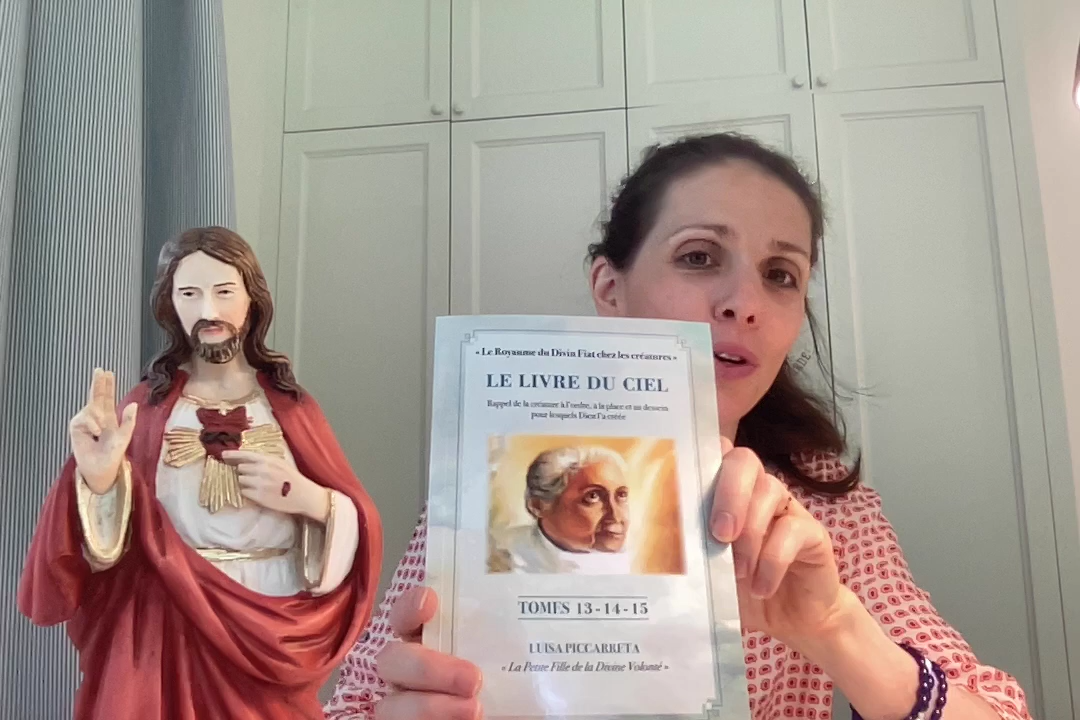 « Le Royaume du Divin Fiat chez les créatures »
LE LIVRE DU CIEL
Rappel de la créature à l'ordre, à la place et au dessein
pour lesquels Dieu l'a créée
TOMES 13 - 14 - 15
LUISA PICCARRETA
« La Petite Fille de la Divine Volonté »